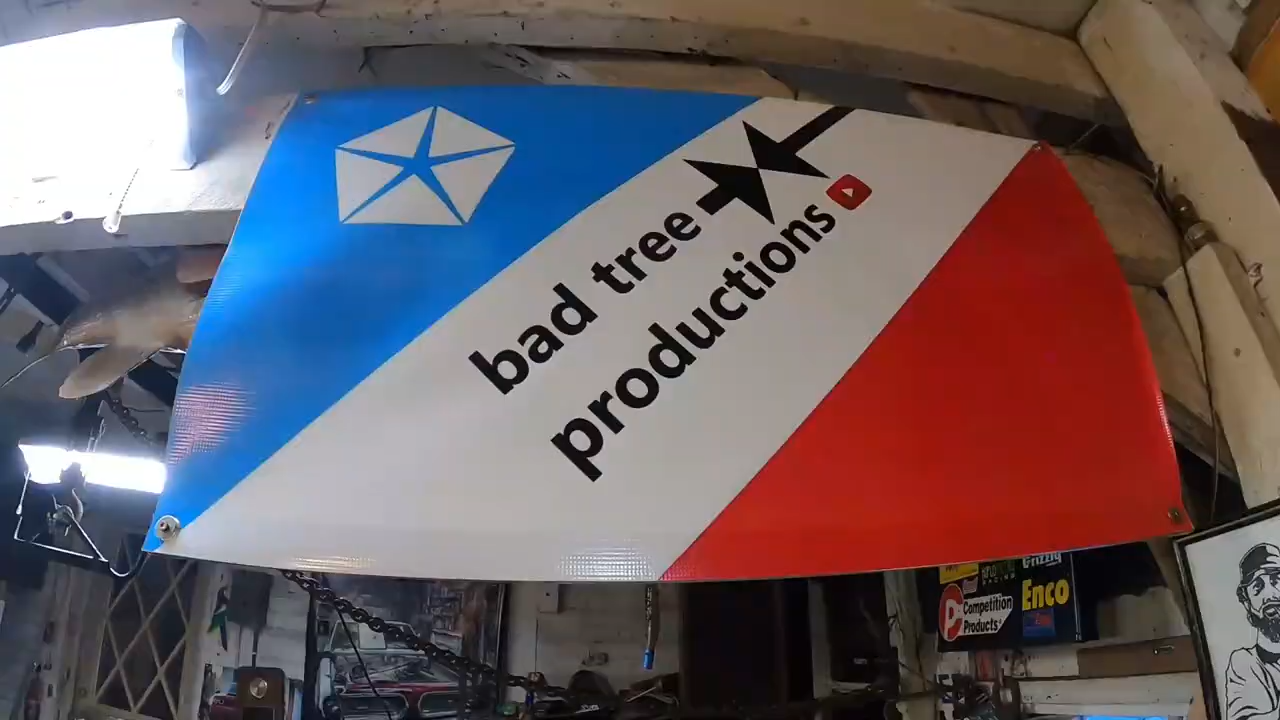 bad tree
productions
Competition
Products
Enco